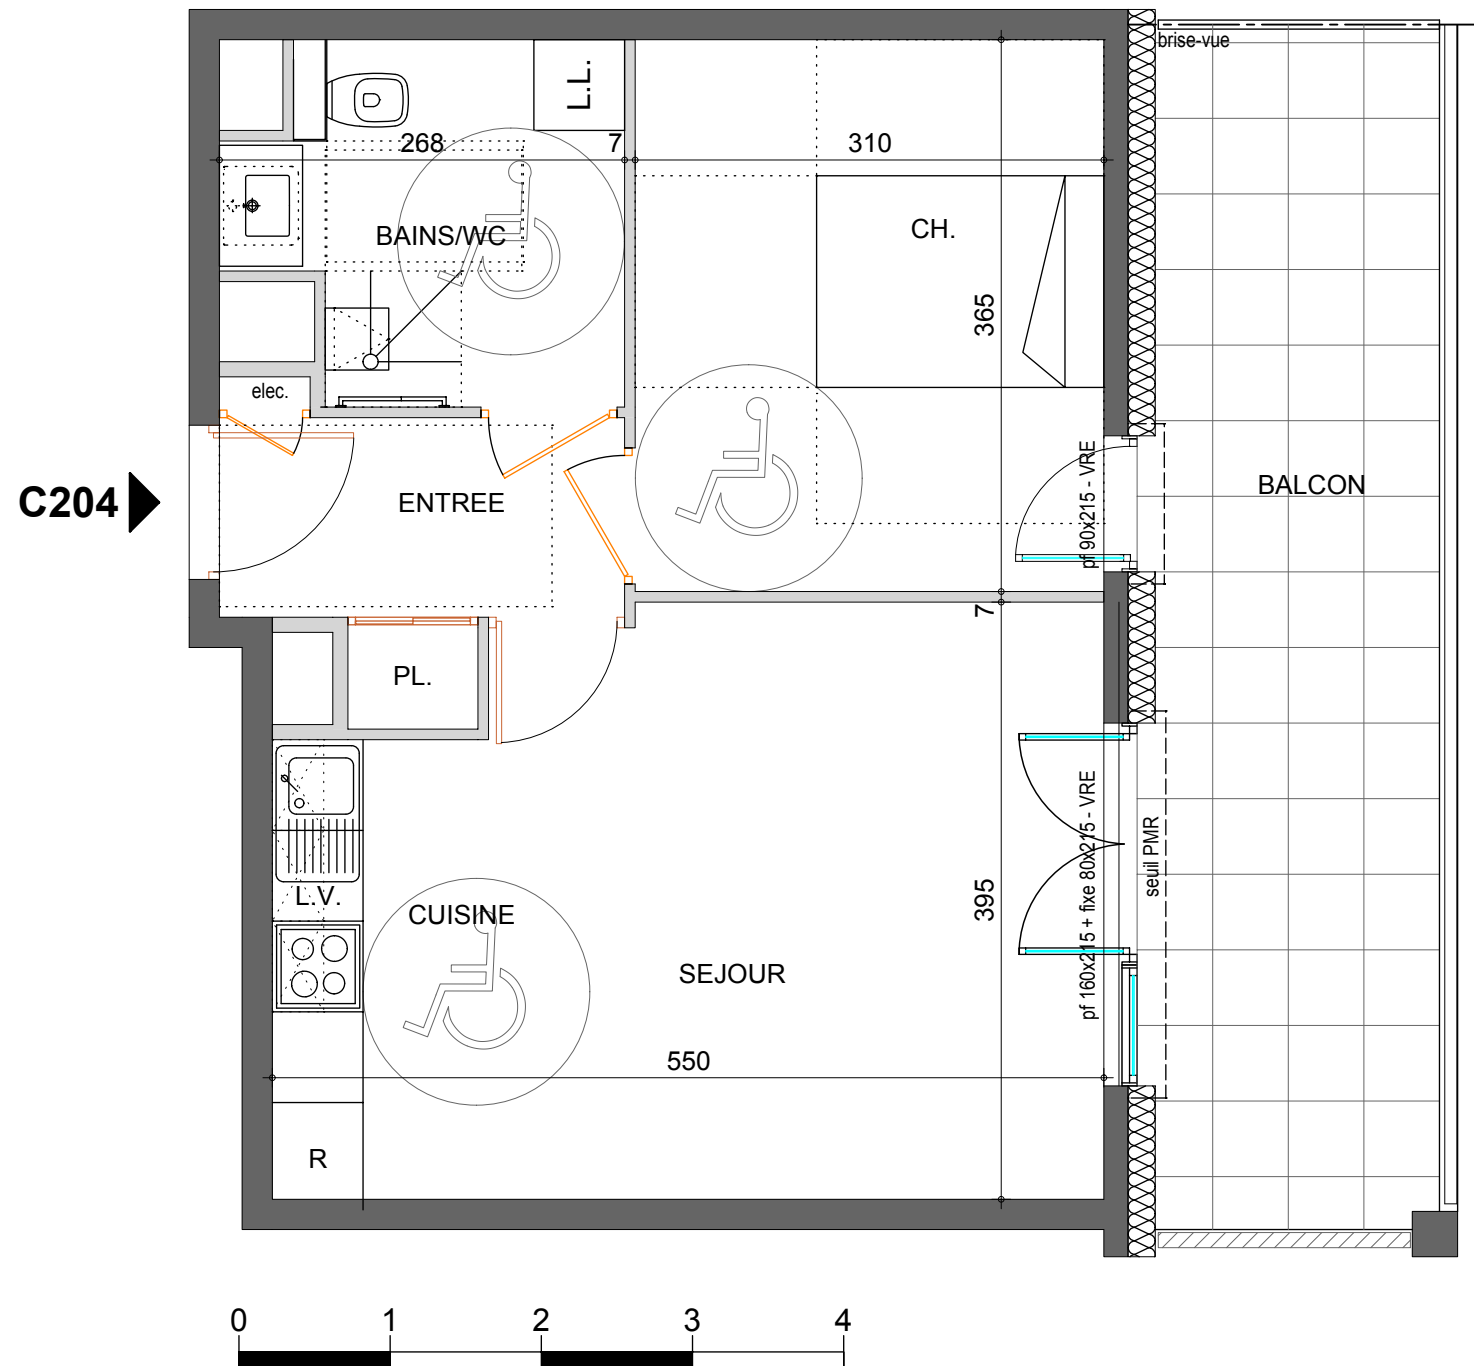 brise-vue
L.L.
268
7
310
BAINS/WC
CH.
365
elec.
C204
ENTREE
pf 90x215 - VRE
BALCON
7
PL.
pf 160x215 + fixe 80x215 - VRE
seuil PMR
L.V.
CUISINE
395
SEJOUR
550
R
0 1 2 3 4